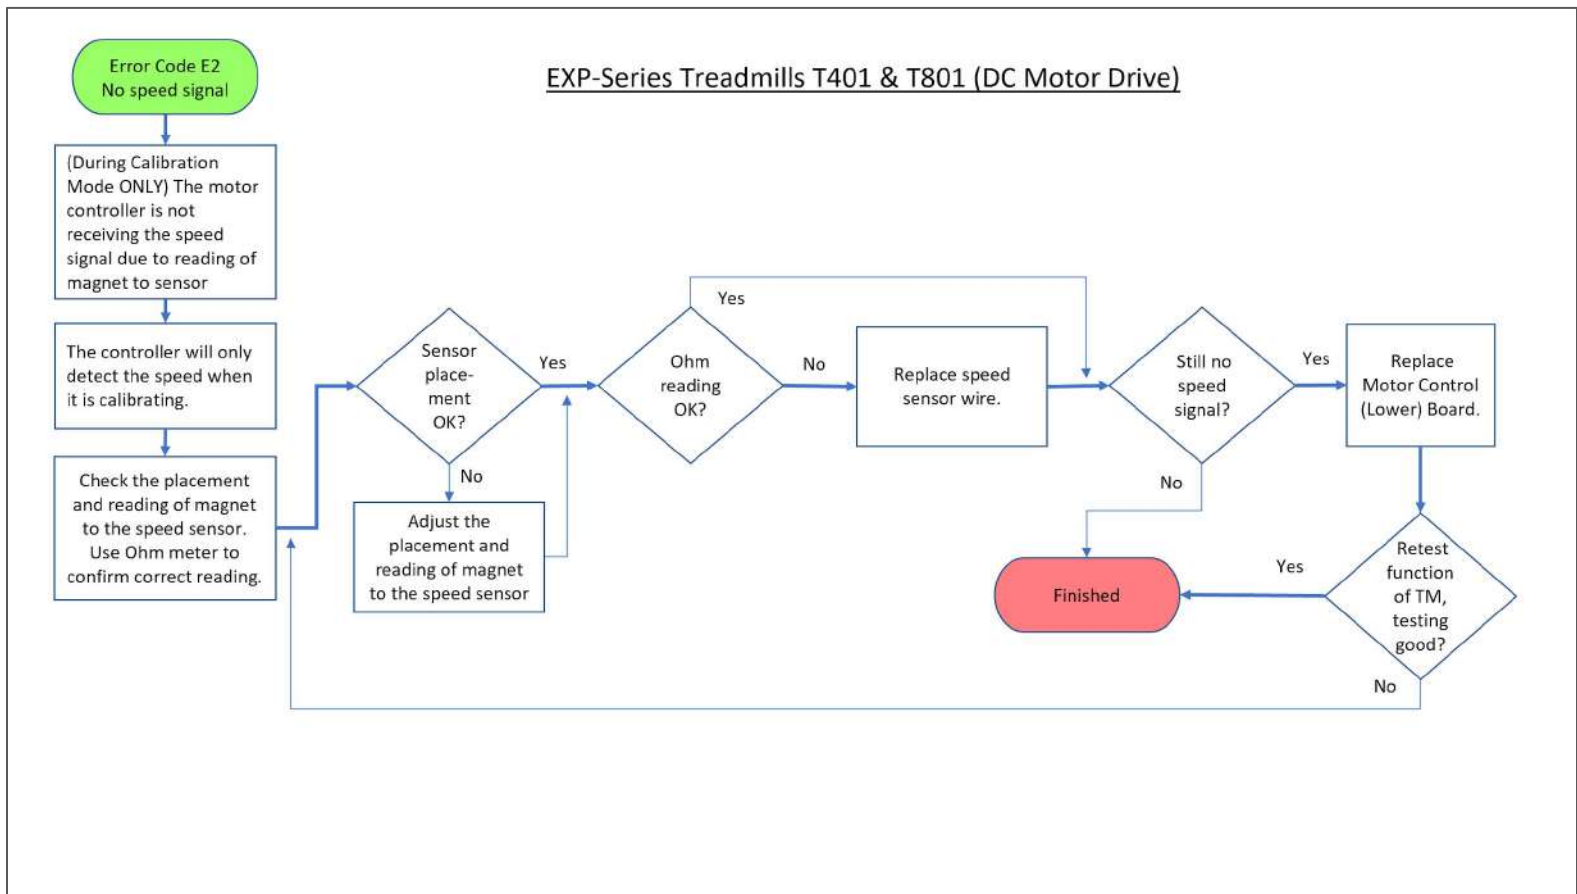 EXP-Series Treadmills T401 & T801 (DC Motor Drive)
Error Code E2
No speed signal
(During Calibration
Mode ONLY) The motor
controller is not
receiving the speed
signal due to reading of
magnet to sensor
The controller will only
detect the speed when
it is calibrating.
Check the placement
and reading of magnet
to the speed sensor.
Use Ohm meter to
confirm correct reading.
Sensor
place-
ment
OK?
Yes
No
Adjust the
placement and
reading of magnet
to the speed sensor
Ohm
reading
OK?
Yes
No
Replace speed
sensor wire.
Still no
speed
signal?
Yes
No
Replace
Motor Control
(Lower) Board.
Retest
function
of TM,
testing
good?
Yes
No
Finished